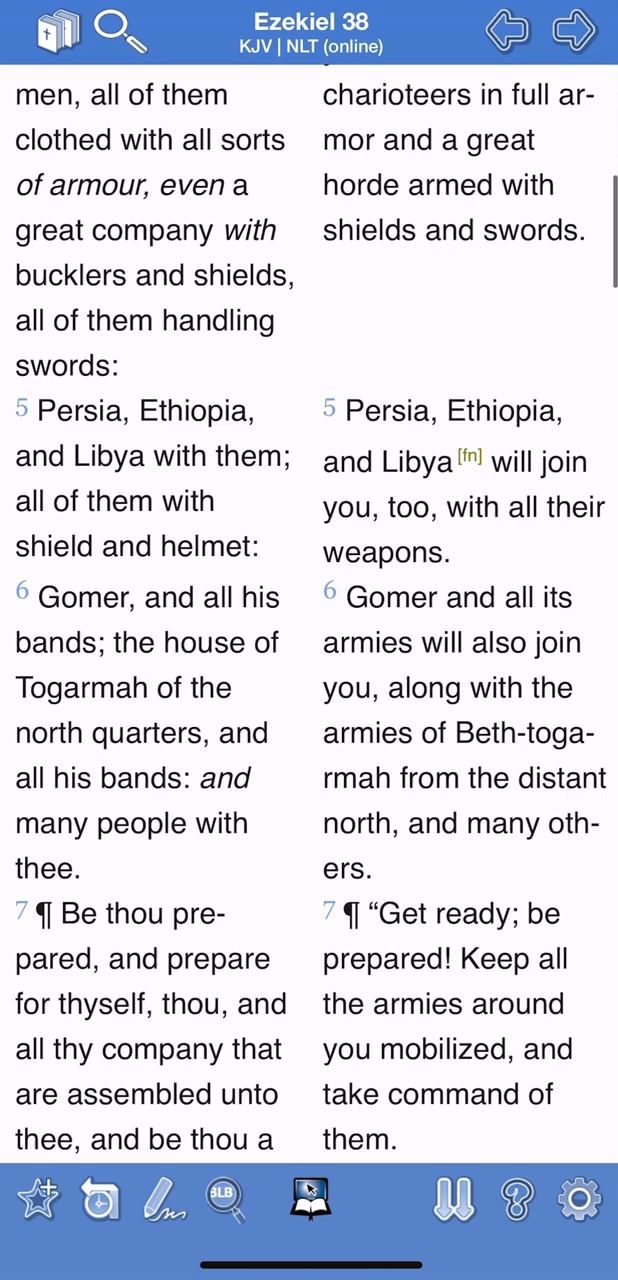 Ezekiel 38
KJV | NLT (online)
men, all of them
clothed with all sorts
of armour, even a
great company with
bucklers and shields,
all of them handling
swords:
5 Persia, Ethiopia,
and Libya with them;
all of them with
shield and helmet:
6 Gomer, and all his
bands; the house of
Togarmah of the
north quarters, and
all his bands: and
many people with
thee.
7 ¶ Be thou pre-
pared, and prepare
for thyself, thou, and
all thy company that
are assembled unto
thee, and be thou a
charioteers in full ar-
mor and a great
horde armed with
shields and swords.
5 Persia, Ethiopia,
and Libya [fn] will join
you, too, with all their
weapons.
6 Gomer and all its
armies will also join
you, along with the
armies of Beth-toga-
rmah from the distant
north, and many oth-
ers.
7 ¶ “Get ready; be
prepared! Keep all
the armies around
you mobilized, and
take command of
them.
BLB